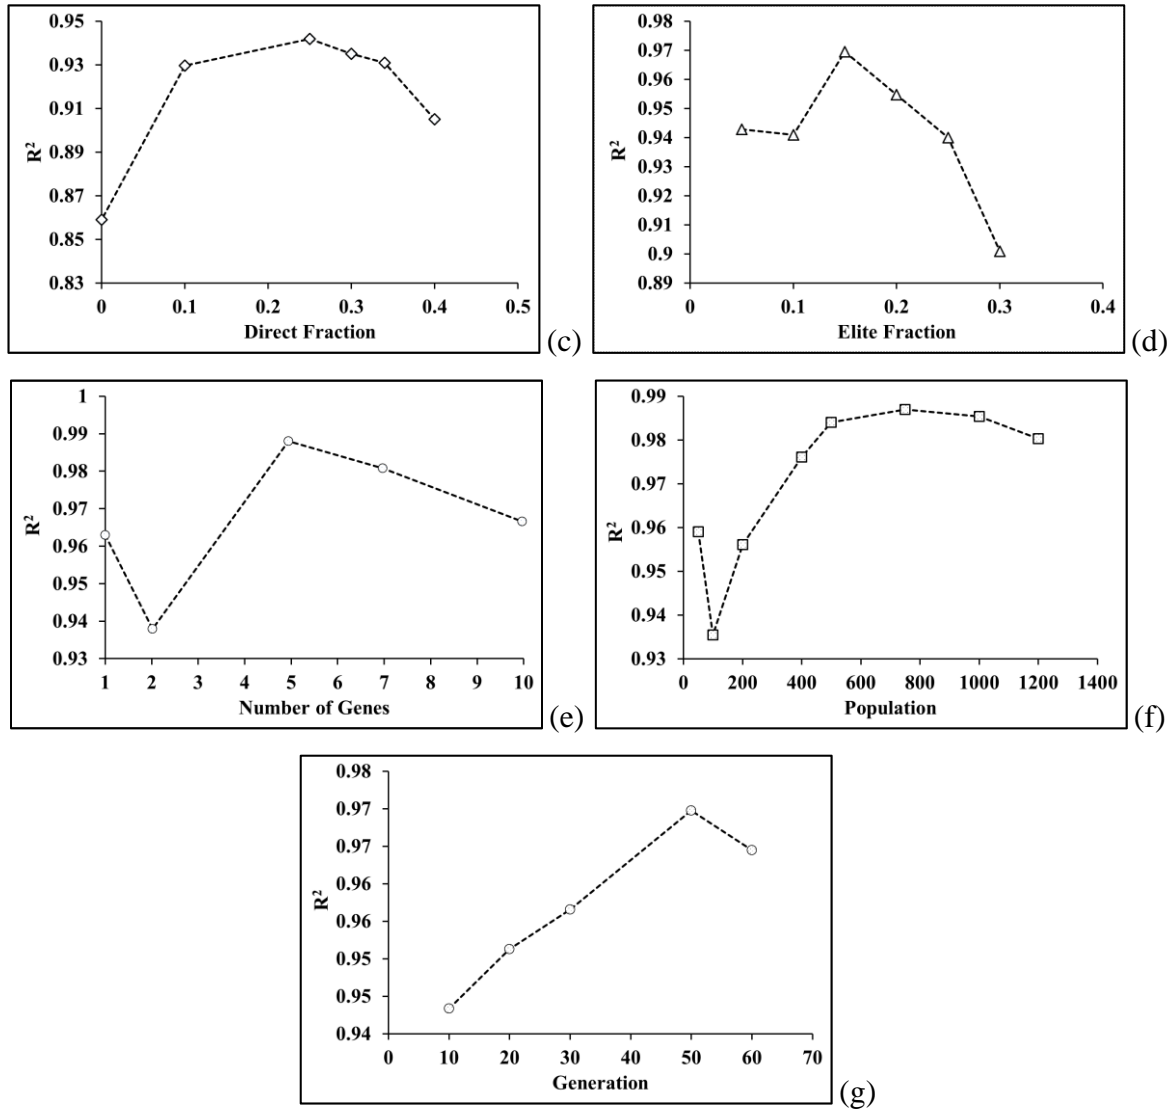 0.95
0.93
0.91
0.89
0.87
0.85
0.83
R²
0 0.1 0.2 0.3 0.4 0.5
Direct Fraction
(c)
0.98
0.97
0.96
0.95
0.94
0.93
0.92
0.91
0.9
0.89
R²
0 0.1 0.2 0.3 0.4
Elite Fraction
(d)
1
0.99
0.98
0.97
0.96
0.95
0.94
0.93
R²
1 2 3 4 5 6 7 8 9 10
Number of Genes
(e)
0.99
0.98
0.97
0.96
0.95
0.94
0.93
R²
0 200 400 600 800 1000 1200 1400
Population
(f)
0.98
0.97
0.97
0.96
0.96
0.95
0.95
0.94
R²
0 10 20 30 40 50 60 70
Generation
(g)